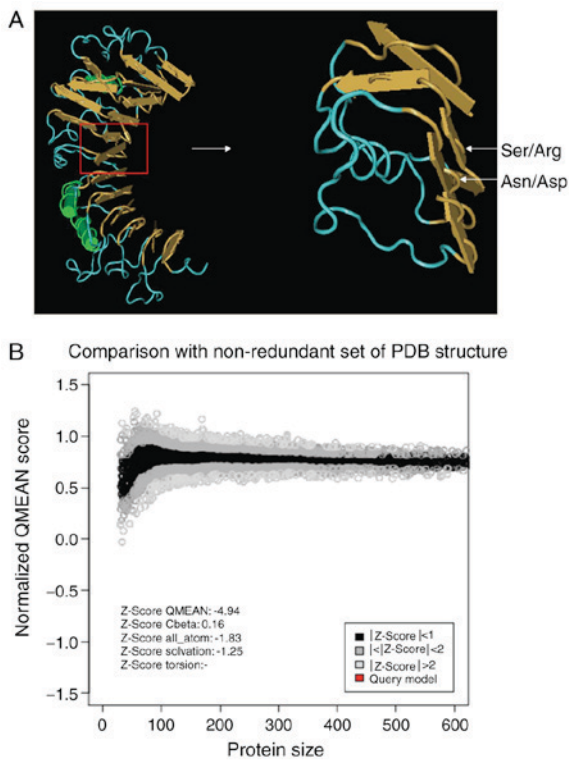 A
Ser/Arg
Asn/Asp
B
Comparison with non-redundant set of PDB structure
Normalized QMEAN score
1.5
1.0
0.5
0.0
−0.5
−1.0
−1.5
Z-Score QMEAN: -4.94
Z-Score Cbeta: 0.16
Z-Score all_atom: -1.83
Z-Score solvation: -1.25
Z-Score torsion:-
|Z-Score|<1
|<|Z-Score|<2
|Z-Score|>2
Query model
0 100 200 300 400 500 600
Protein size